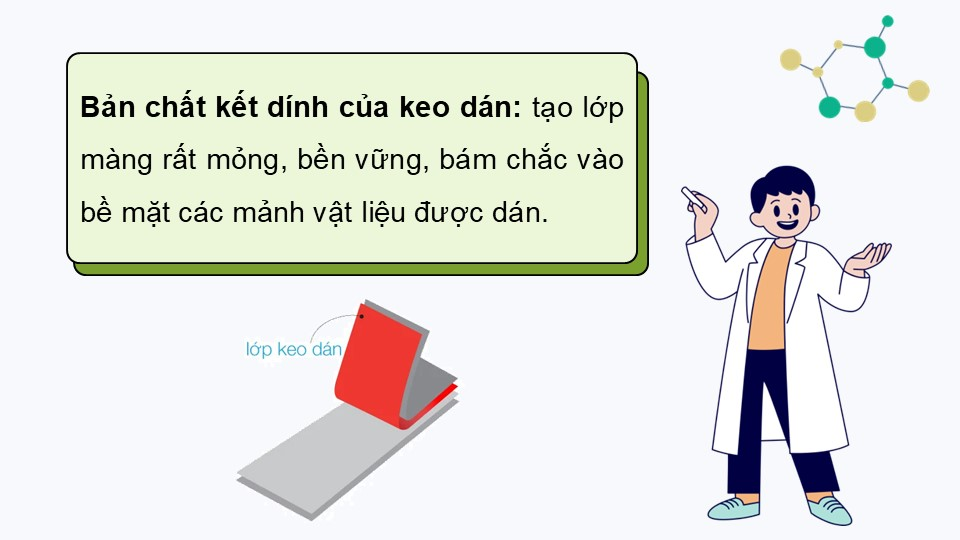 Bản chất kết dính của keo dán: tạo lớp
màng rất mỏng, bền vững, bám chắc vào
bề mặt các mảnh vật liệu được dán.
lớp keo dán